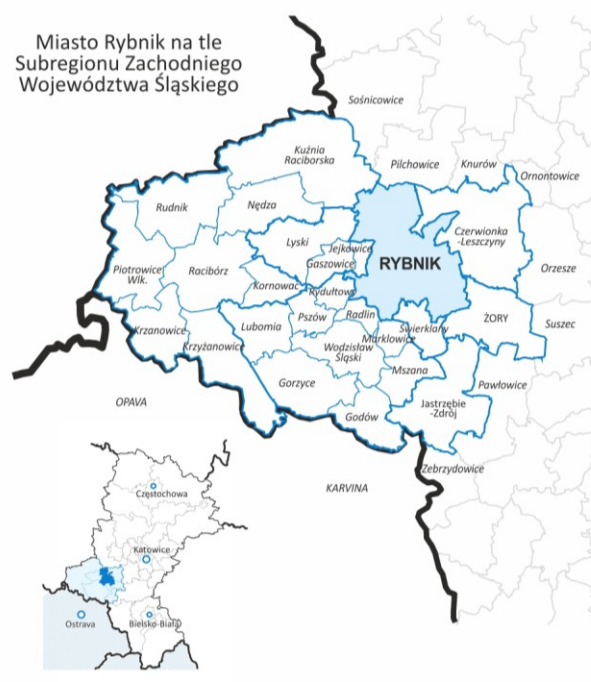 Miasto Rybnik na tle
Subregionu Zachodniego
Województwa Śląskiego
Sośnicowice
Kuźnia
Raciborska
Pilchowice
Knurów
Ornontowice
Rudnik
Nędza
Lyski
Jejkowice
Czerwionka
-Leszczyny
Gaszowice
RYBNIK
Piotrowice
Wlk.
Racibórz
Orzesze
Kornowac
Rydułtowy
Krzanowice
Krzyżanowice
Lubomia
Pszów
Radlin
Świerklany
ŻORY
Suszec
Marklowice
Wodzisław
Śląski
Mszana
Gorzyce
Pawłowice
Jastrzębie
-Zdrój
OPAVA
Godów
Zebrzydowice
KARVINA
Częstochowa
Katowice
Ostrava
Bielsko-Biała